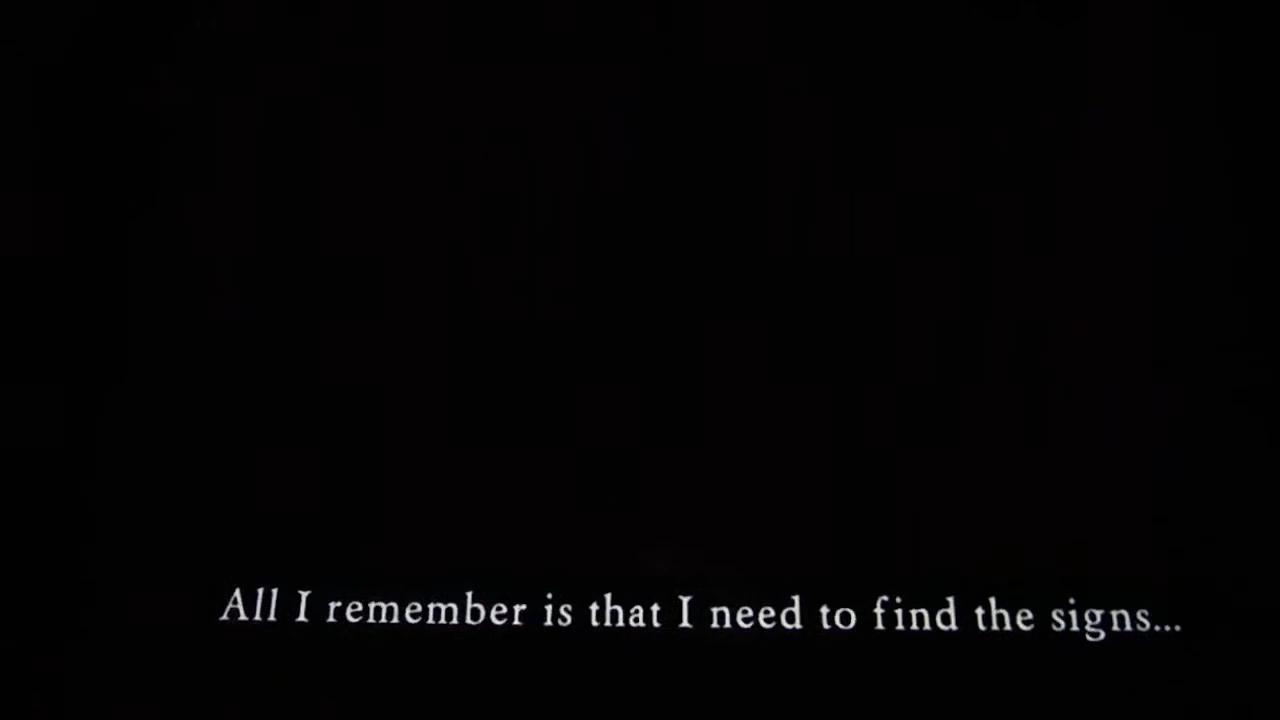 All I remember is that I need to find the signs...